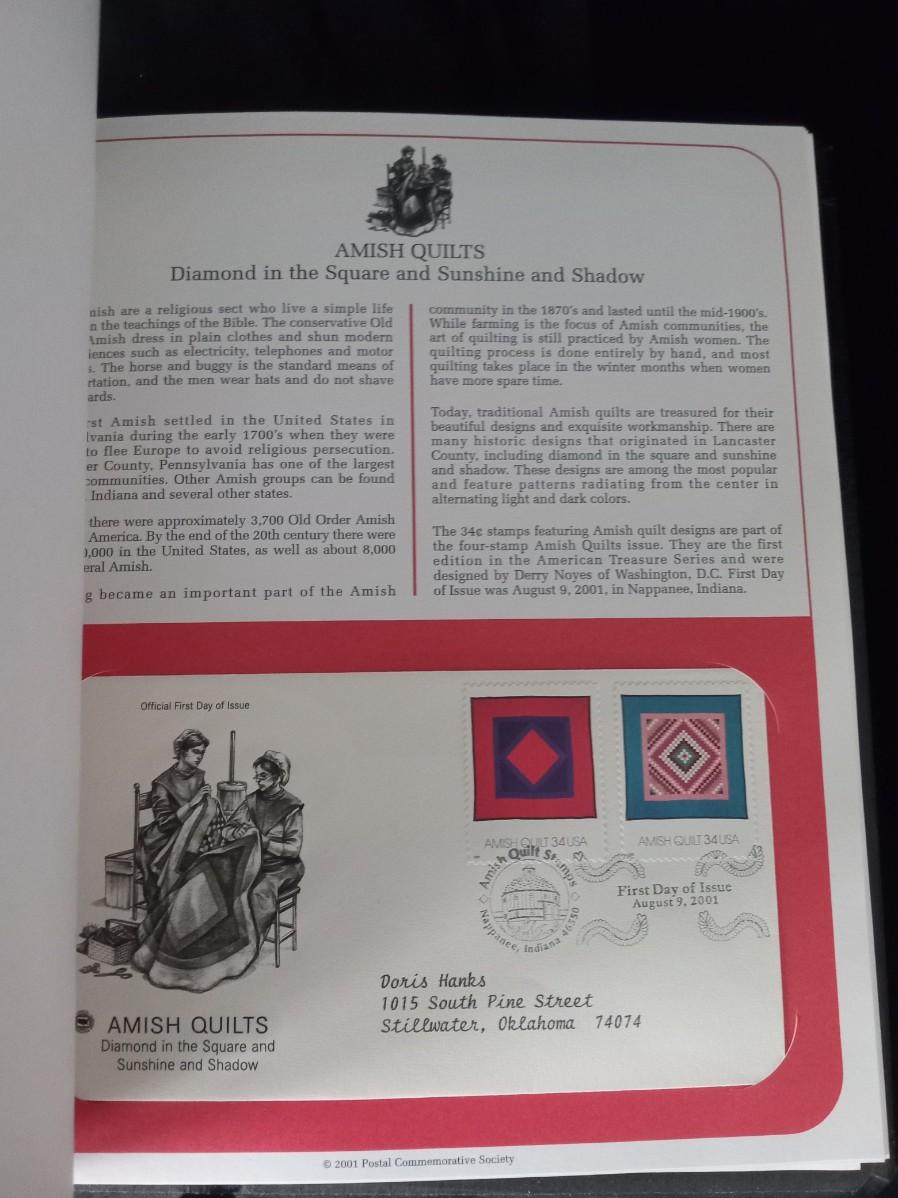 AMISH QUILTS
Diamond in the Square and Sunshine and Shadow
are a religious sect who live a simple life
the teachings of the Bible. The conservative Old
Amish dress in plain clothes and shun modern
such as electricity, telephones and motor
The horse and buggy is the standard means of
and the men wear hats and do not shave
Amish settled in the United States in
during the early 1700's when they were
to flee Europe to avoid religious persecution.
County, Pennsylvania has one of the largest
communities. Other Amish groups can be found
Indiana and several other states.
there were approximately 3,700 Old Order Amish
America. By the end of the 20th century there were
in the United States, as well as about 8,000
Amish.
became an important part of the Amish
community in the 1870's and lasted until the mid-1900's.
While farming is the focus of Amish communities, the
art of quilting is still practiced by Amish women. The
quilting process is done entirely by hand, and most
quilting takes place in the winter months when women
have more spare time.
Today, traditional Amish quilts are treasured for their
beautiful designs and exquisite workmanship. There are
many historic designs that originated in Lancaster
County, including diamond in the square and sunshine
and shadow. These designs are among the most popular
and feature patterns radiating from the center in
alternating light and dark colors.
The 34¢ stamps featuring Amish quilt designs are part of
the four-stamp Amish Quilts issue. They are the first
edition in the American Treasure Series and were
designed by Derry Noyes of Washington, D.C. First Day
of Issue was August 9, 2001, in Nappanee, Indiana.
Official First Day of Issue
AMISH QUILT 34 USA
AMISH QUILT 34 USA
Amish Quilt Stamps
Nappanee, Indiana 46550
First Day of Issue
August 9, 2001
Doris Hanks
1015 South Pine Street
Stillwater, Oklahoma 74074
AMISH QUILTS
Diamond in the Square and
Sunshine and Shadow
© 2001 Postal Commemorative Society